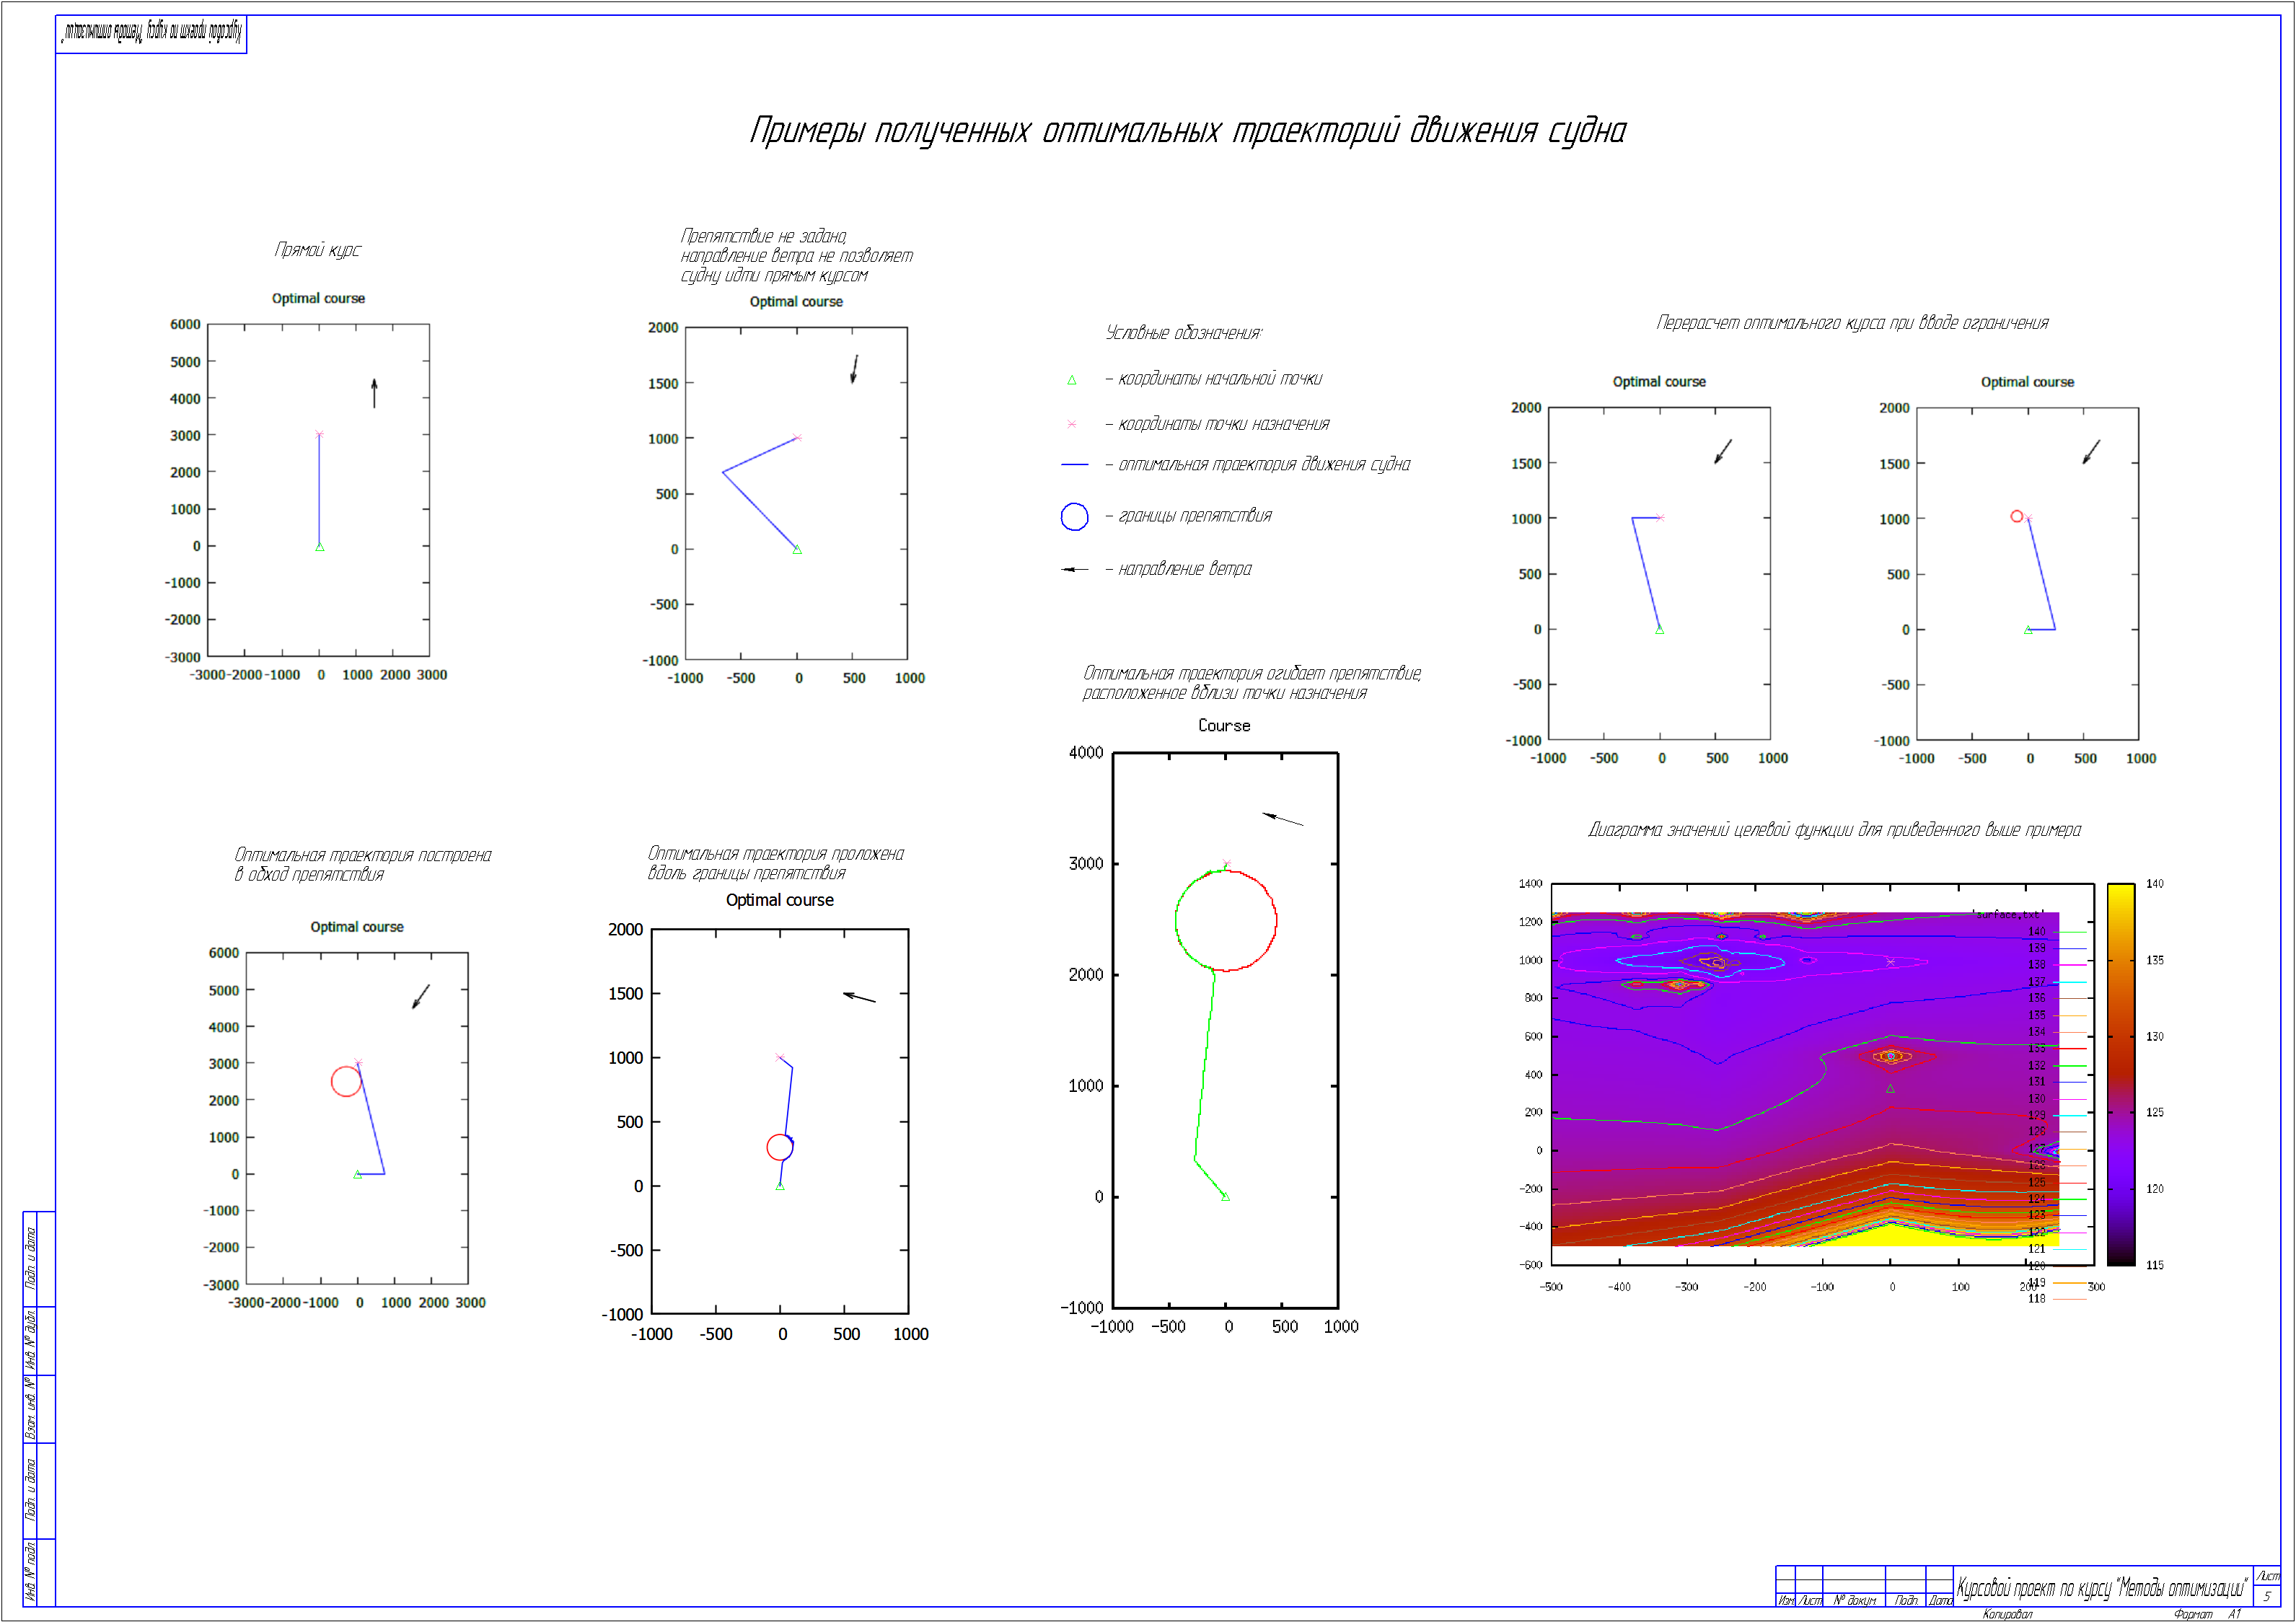 Курсовой проект по курсу "Методы оптимизации"
Примеры полученных оптимальных траекторий движения судна
Прямой курс
Optimal course
6000
5000
4000
3000
2000
1000
0
-1000
-2000
-3000
-3000 -2000 -1000 0 1000 2000 3000
Препятствие не задано,
направление ветра не позволяет
судну идти прямым курсом
Optimal course
2000
1500
1000
500
0
-500
-1000
-1000 -500 0 500 1000
Условные обозначения:
- координаты начальной точки
- координаты точки назначения
- оптимальная траектория движения судна
- границы препятствия
- направление ветра
Перерасчет оптимального курса при вводе ограничения
Optimal course
2000
1500
1000
500
0
-500
-1000
-1000 -500 0 500 1000
Optimal course
2000
1500
1000
500
0
-500
-1000
-1000 -500 0 500 1000
Оптимальная траектория построена
в обход препятствия
Optimal course
6000
5000
4000
3000
2000
1000
0
-1000
-2000
-3000
-3000 -2000 -1000 0 1000 2000 3000
Оптимальная траектория проложена
вдоль границы препятствия
Optimal course
2000
1500
1000
500
0
-500
-1000
-1000 -500 0 500 1000
Оптимальная траектория огибает препятствие,
расположенное вблизи точки назначения
Course
4000
3000
2000
1000
0
-1000
-1000 -500 0 500 1000
Диаграмма значений целевой функции для приведенного выше примера
1400
1200
1000
800
600
400
200
0
-200
-400
-600
-500 -400 -300 -200 -100 0 100 200 300
'surface.txt'
140
139
138
137
136
135
134
133
132
131
130
129
128
127
126
125
124
123
122
121
120
119
118
140
135
130
125
120
115
Подп. и дата
Инв. № дубл.
Взам. инв. №
Подп. и дата
Инв. № подл.
Изм. Лист № докум. Подп. Дата
Курсовой проект по курсу "Методы оптимизации"
Лист
5
Копировал Формат А1